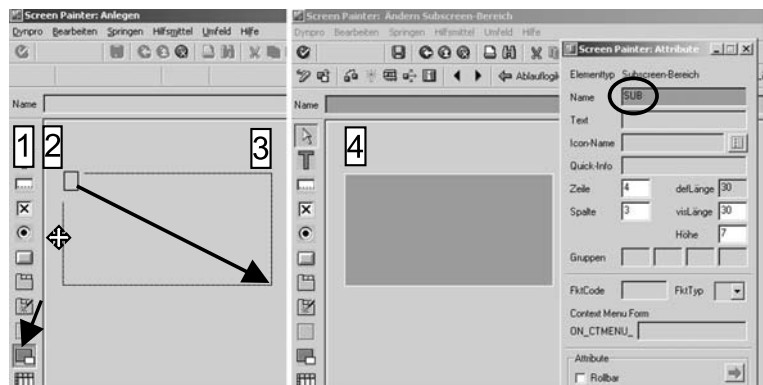 Screen Painter: Anlegen
Dynpro Bearbeiten Springen Hilfsmittel Umfeld Hilfe
Name
1 2 3
Screen Painter: Ändern Subscreen-Bereich
Dynpro Bearbeiten Springen Hilfsmittel Umfeld Hilfe
Ablauflogik
Name
T
4
Screen Painter: Attribute
Elementtyp Subscreen-Bereich
Name SUB
Text
Icon-Name
Quick-Info
Zeile 4 defLänge 30
Spalte 3 visLänge 30
Höhe 7
Gruppen
FktCode FktTyp
Context Menu Form
ON_CTMENU_
Attribute
Rollbar